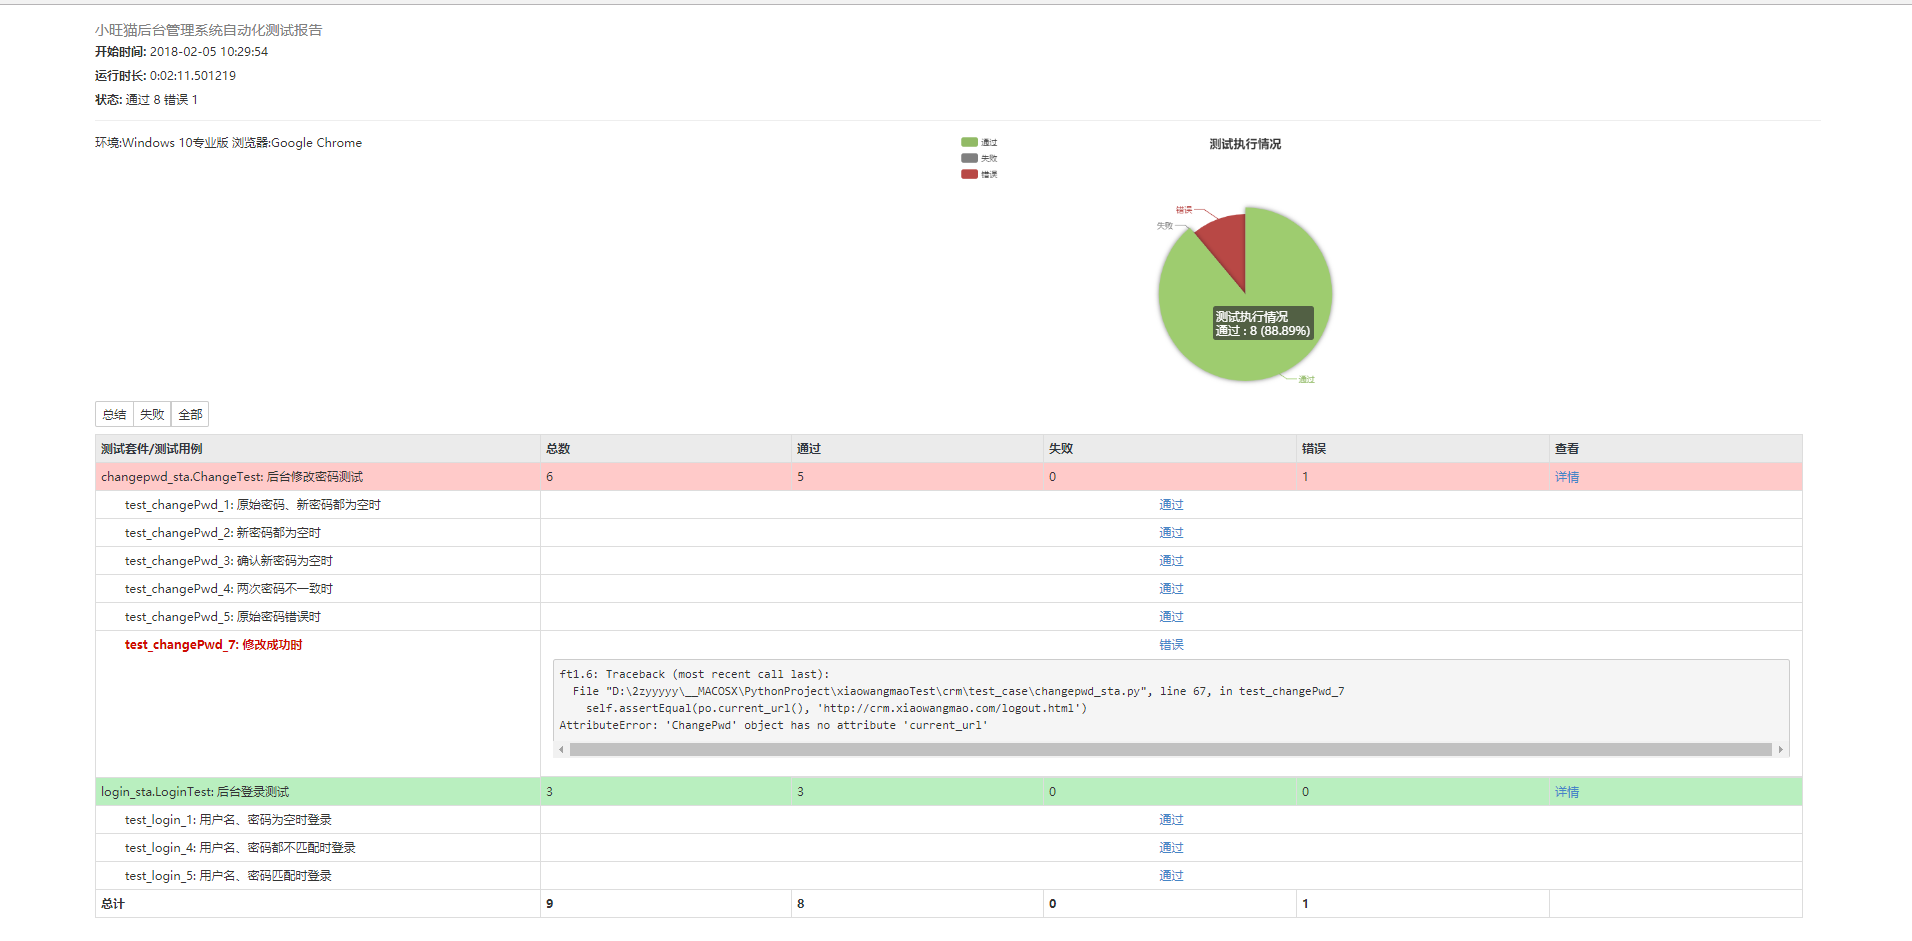 小旺猫后台管理系统自动化测试报告
开始时间: 2018-02-05 10:29:54
运行时长: 0:02:11.501219
状态: 通过 8 错误 1
环境:Windows 10专业版 浏览器:Google Chrome
通过
失败
错误
测试执行情况
错误
失败
测试执行情况
通过 : 8 (88.89%)
通过
总结 失败 全部
测试套件/测试用例 总数 通过 失败 错误 查看
changepwd_sta.ChangeTest: 后台修改密码测试 6 5 0 1 详情
test_changePwd_1: 原始密码、新密码都为空时 通过
test_changePwd_2: 新密码都为空时 通过
test_changePwd_3: 确认新密码为空时 通过
test_changePwd_4: 两次密码不一致时 通过
test_changePwd_5: 原始密码错误时 通过
test_changePwd_7: 修改成功时 错误
ft1.6: Traceback (most recent call last):
File "D:\2zyyyyy\__MACOSX\PythonProject\xiaowangmaoTest\crm\test_case\changepwd_sta.py", line 67, in test_changePwd_7
self.assertEqual(po.current_url(), 'http://crm.xiaowangmao.com/logout.html')
AttributeError: 'ChangePwd' object has no attribute 'current_url'
login_sta.LoginTest: 后台登录测试 3 3 0 0 详情
test_login_1: 用户名、密码为空时登录 通过
test_login_4: 用户名、密码都不匹配时登录 通过
test_login_5: 用户名、密码匹配时登录 通过
总计 9 8 0 1